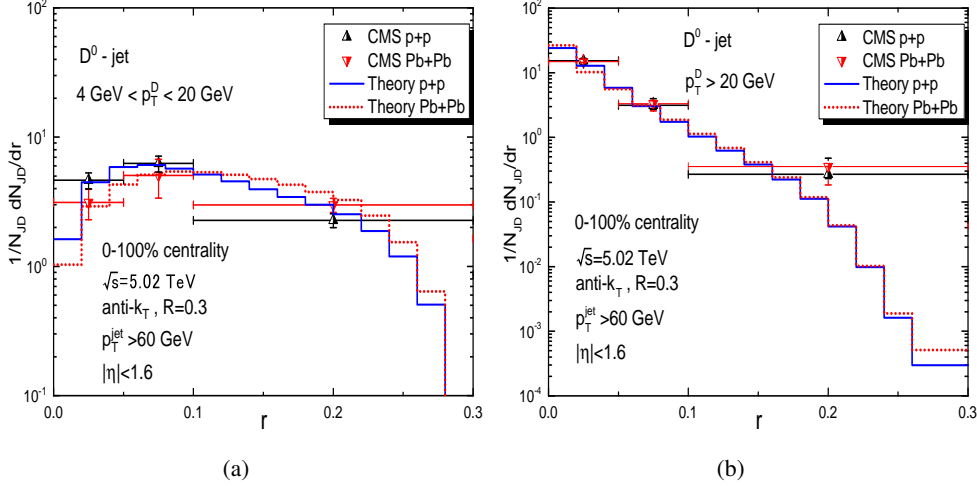 10²
10¹
10⁰
10⁻¹
1/N_JD dN_JD/dr
D⁰ - jet
4 GeV < p_T^D < 20 GeV
CMS p+p
CMS Pb+Pb
Theory p+p
Theory Pb+Pb
0-100% centrality
√s=5.02 TeV
anti-k_T , R=0.3
p_T^jet >60 GeV
|η|<1.6
0.0 0.1 0.2 0.3
r
(a)
10²
10¹
10⁰
10⁻¹
10⁻²
10⁻³
10⁻⁴
1/N_JD dN_JD/dr
D⁰ - jet
p_T^D > 20 GeV
CMS p+p
CMS Pb+Pb
Theory p+p
Theory Pb+Pb
0-100% centrality
√s=5.02 TeV
anti-k_T , R=0.3
p_T^jet >60 GeV
|η|<1.6
0.0 0.1 0.2 0.3
r
(b)